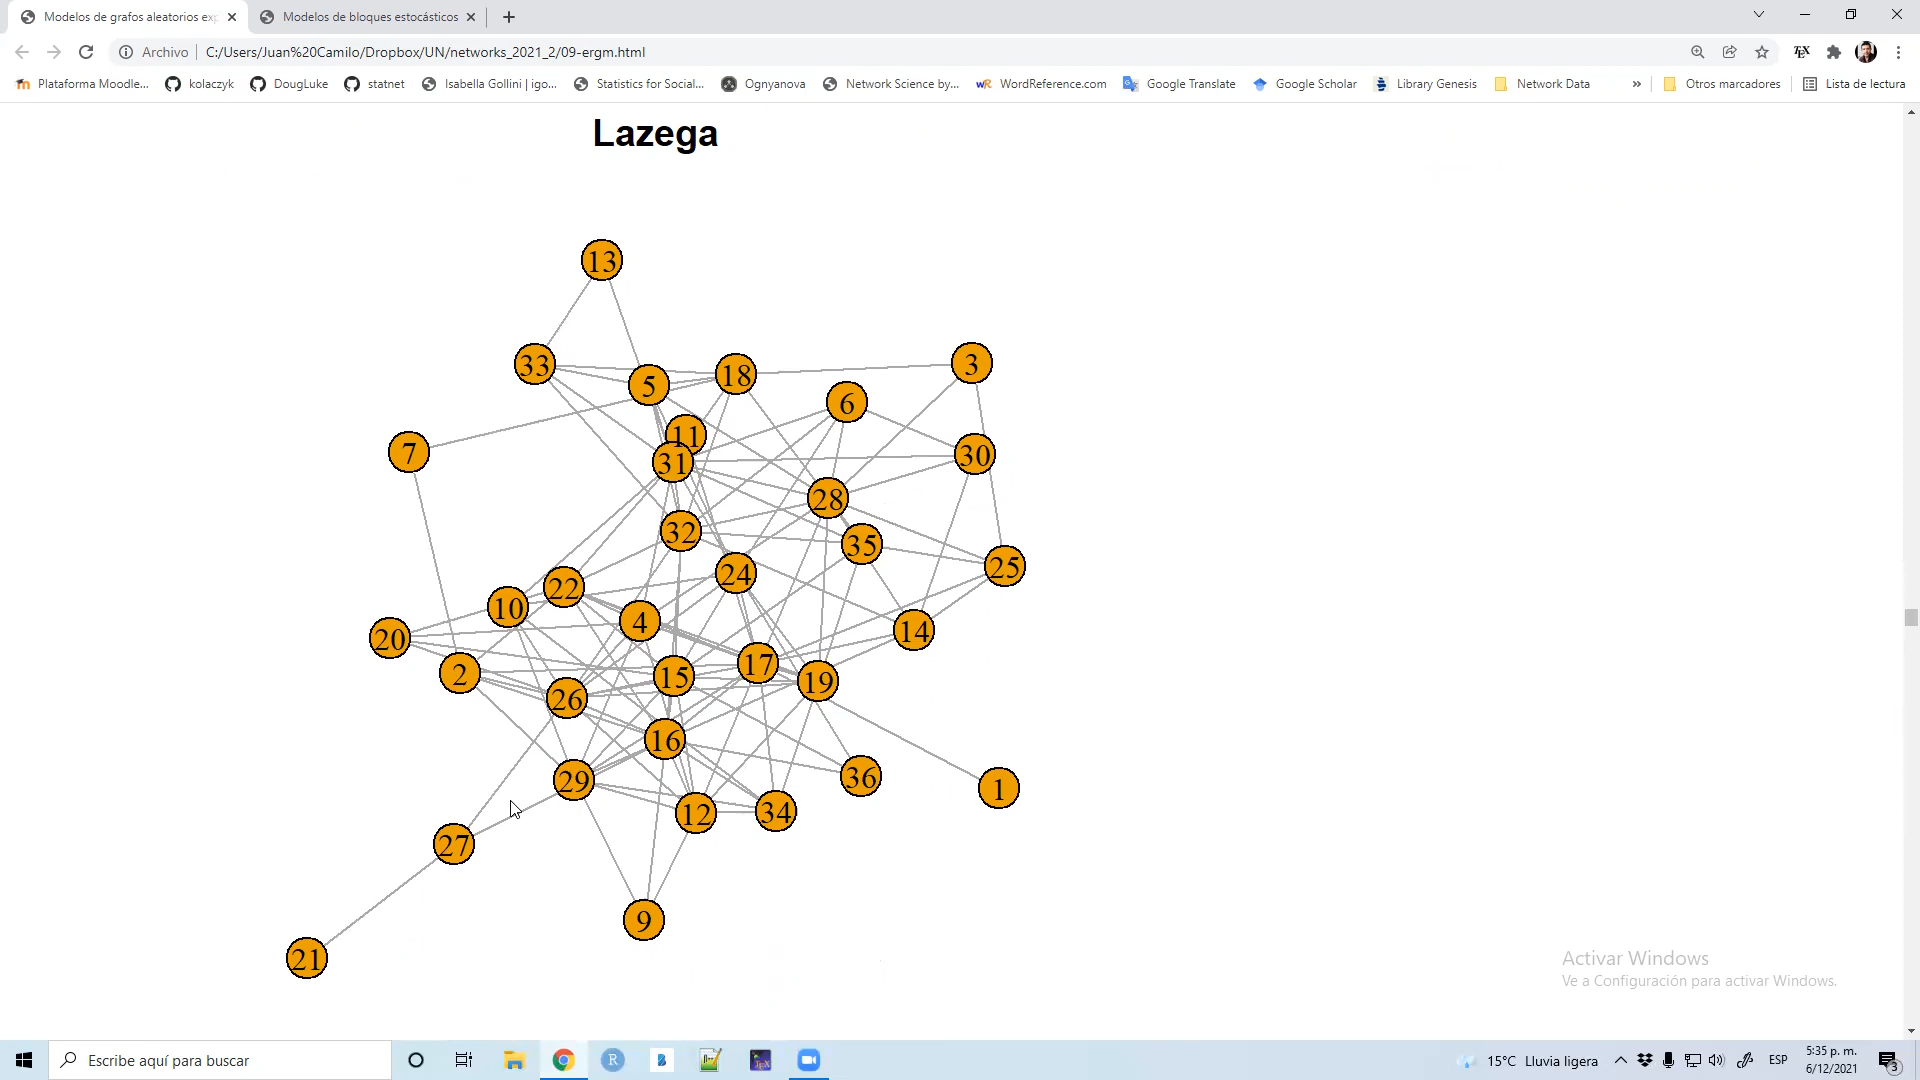 Modelos de grafos aleatorios exp
Modelos de bloques estocásticos
Archivo
C:/Users/Juan%20Camilo/Dropbox/UN/networks_2021_2/09-ergm.html
TEX
Plataforma Moodle...
kolaczyk
DougLuke
statnet
Isabella Gollini | igo...
Statistics for Social...
Ognyanova
Network Science by...
WordReference.com
Google Translate
Google Scholar
Library Genesis
Network Data
»
Otros marcadores
Lista de lectura
Lazega
13
33
5
18
3
6
11
7
31
30
28
32
35
24
25
22
10
4
14
20
2
15
17
19
26
16
29
36
1
12
34
27
9
21
Activar Windows
Ve a Configuración para activar Windows.
Escribe aquí para buscar
15°C Lluvia ligera
ESP
5:35 p. m.
6/12/2021
3